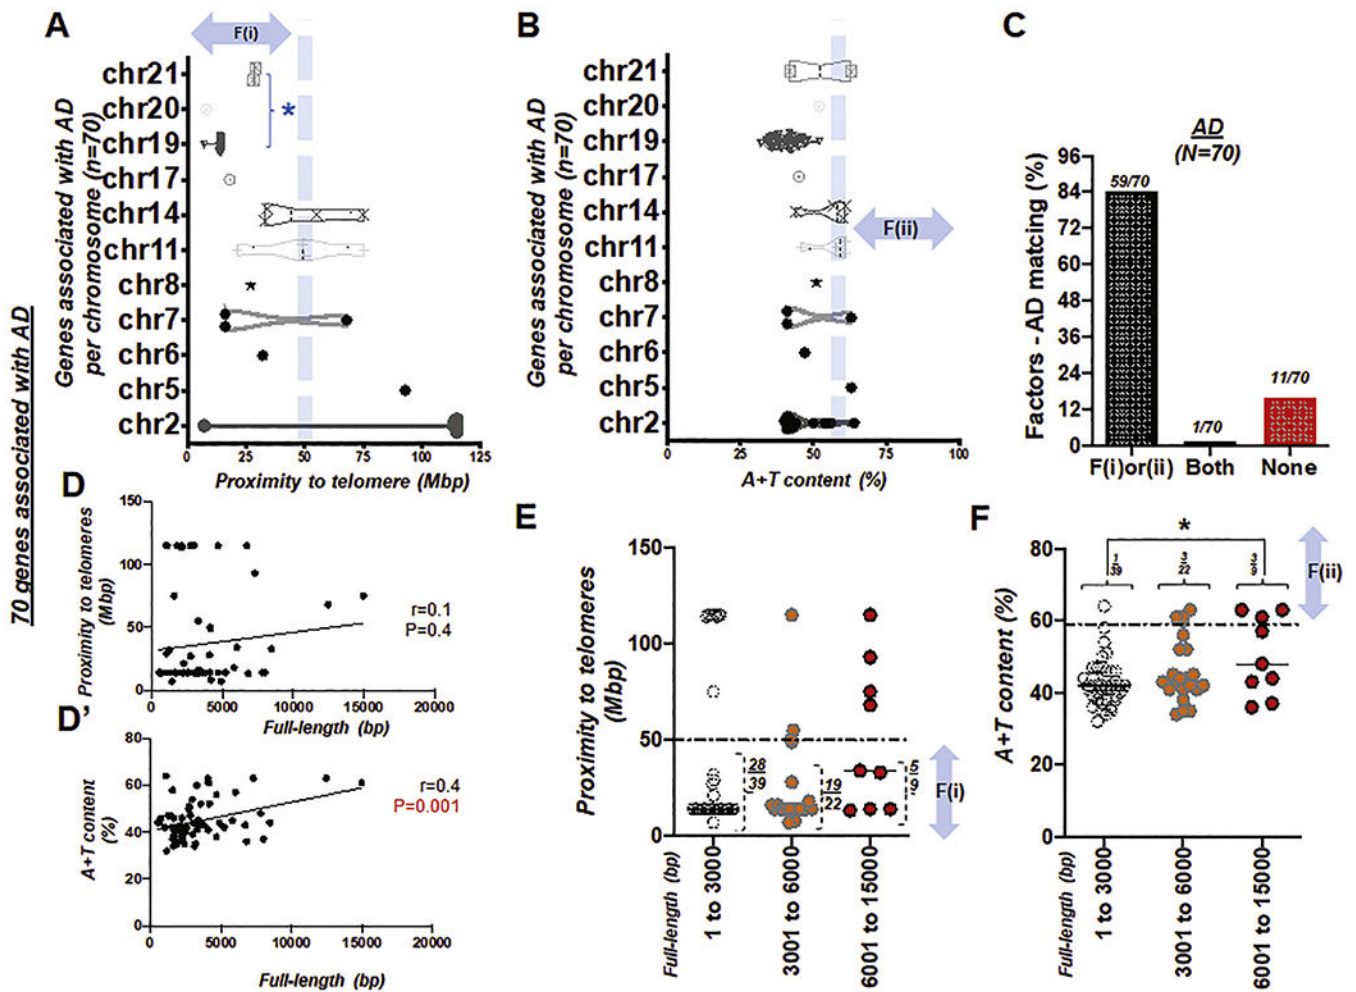 A
F(i)
Genes associated with AD
per chromosome (n=70)
chr21
chr20
chr19
chr17
chr14
chr11
chr8
chr7
chr6
chr5
chr2
*
0 25 50 75 100 125
Proximity to telomere (Mbp)
B
Genes associated with AD
per chromosome (n=70)
chr21
chr20
chr19
chr17
chr14
chr11
chr8
chr7
chr6
chr5
chr2
F(ii)
0 25 50 75 100
A+T content (%)
C
AD
(N=70)
Factors - AD matcing (%)
96
84
72
60
48
36
24
12
0
59/70
1/70
11/70
F(i)or(ii) Both None
70 genes associated with AD
D
Proximity to telomeres
(Mbp)
150
100
50
0
r=0.1
P=0.4
0 5000 10000 15000 20000
Full-length (bp)
D'
A+T content
(%)
80
60
40
20
0
r=0.4
P=0.001
0 5000 10000 15000 20000
Full-length (bp)
E
Proximity to telomeres
(Mbp)
150
100
50
0
28
39
19
22
5
9
F(i)
Full-length (bp)
1 to 3000
3001 to 6000
6001 to 15000
F
A+T content (%)
80
60
40
20
0
*
1
39
3
22
3
9
F(ii)
Full-length (bp)
1 to 3000
3001 to 6000
6001 to 15000